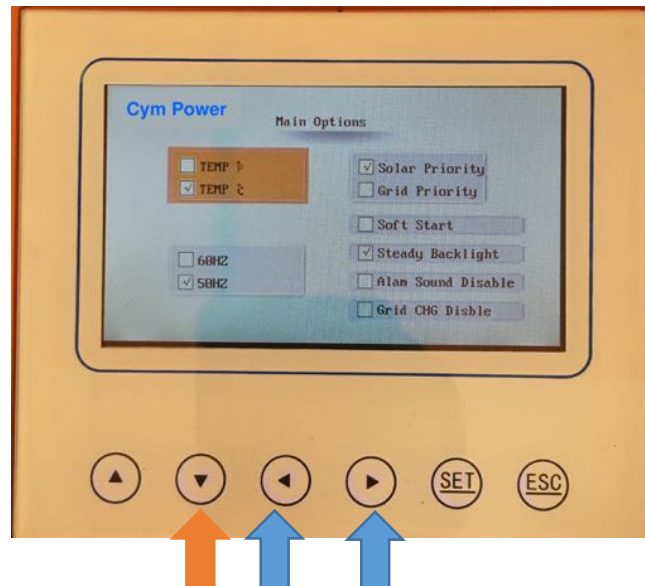 Cym Power
Main Options
TEMP ℉
TEMP ℃
60HZ
50HZ
Solar Priority
Grid Priority
Soft Start
Steady Backlight
Alam Sound Disable
Grid CHG Disble
SET
ESC